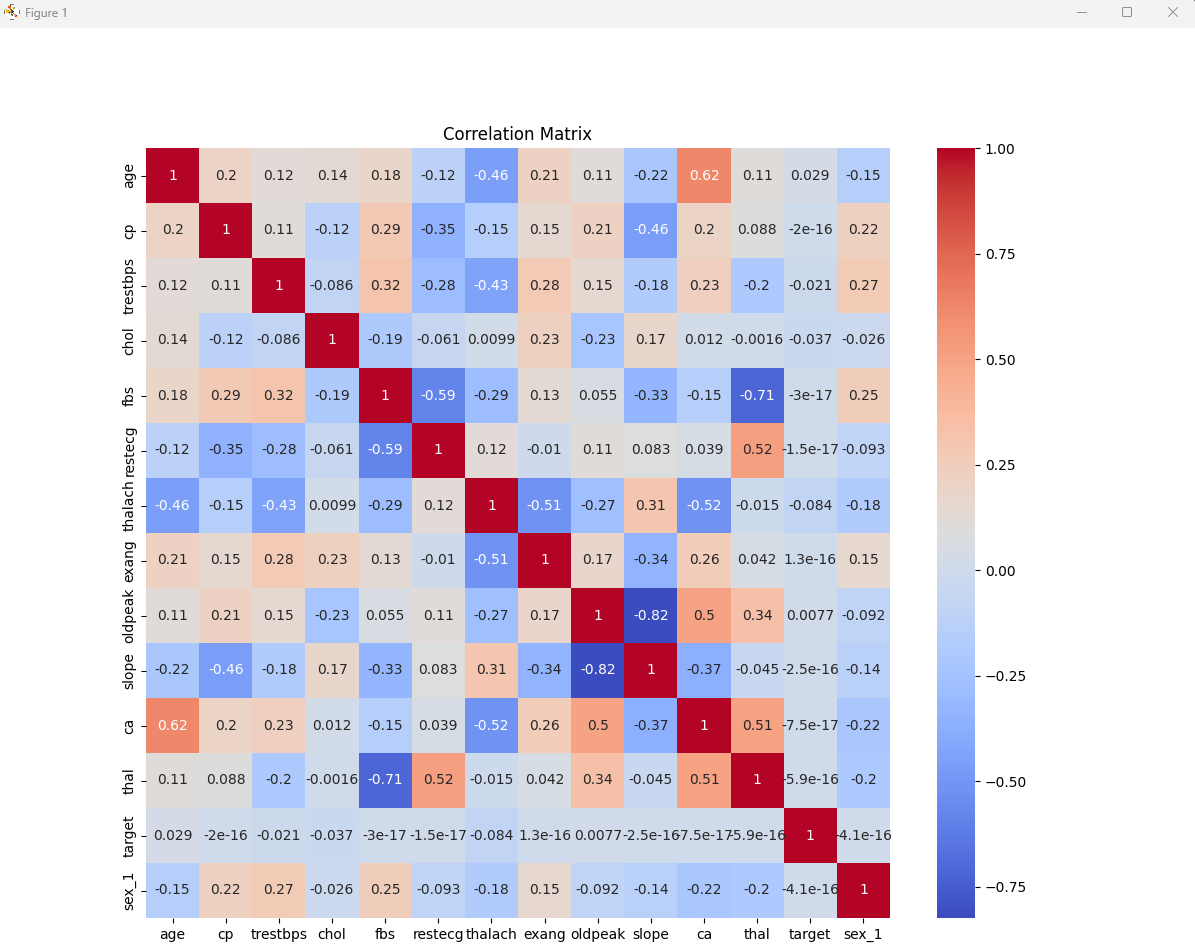 Figure 1
Correlation Matrix
age 1 0.2 0.12 0.14 0.18 -0.12 -0.46 0.21 0.11 -0.22 0.62 0.11 0.029 -0.15
cp 0.2 1 0.11 -0.12 0.29 -0.35 -0.15 0.15 0.21 -0.46 0.2 0.088 -2e-16 0.22
trestbps 0.12 0.11 1 -0.086 0.32 -0.28 -0.43 0.28 0.15 -0.18 0.23 -0.2 -0.021 0.27
chol 0.14 -0.12 -0.086 1 -0.19 -0.061 0.0099 0.23 -0.23 0.17 0.012 -0.0016 -0.037 -0.026
fbs 0.18 0.29 0.32 -0.19 1 -0.59 -0.29 0.13 0.055 -0.33 -0.15 -0.71 -3e-17 0.25
restecg -0.12 -0.35 -0.28 -0.061 -0.59 1 0.12 -0.01 0.11 0.083 0.039 0.52 -1.5e-17 -0.093
thalach -0.46 -0.15 -0.43 0.0099 -0.29 0.12 1 -0.51 -0.27 0.31 -0.52 -0.015 -0.084 -0.18
exang 0.21 0.15 0.28 0.23 0.13 -0.01 -0.51 1 0.17 -0.34 0.26 0.042 1.3e-16 0.15
oldpeak 0.11 0.21 0.15 -0.23 0.055 0.11 -0.27 0.17 1 -0.82 0.5 0.34 0.0077 -0.092
slope -0.22 -0.46 -0.18 0.17 -0.33 0.083 0.31 -0.34 -0.82 1 -0.37 -0.045 -2.5e-16 -0.14
ca 0.62 0.2 0.23 0.012 -0.15 0.039 -0.52 0.26 0.5 -0.37 1 0.51 -7.5e-17 -0.22
thal 0.11 0.088 -0.2 -0.0016 -0.71 0.52 -0.015 0.042 0.34 -0.045 0.51 1 -5.9e-16 -0.2
target 0.029 -2e-16 -0.021 -0.037 -3e-17 -1.5e-17 -0.084 1.3e-16 0.0077 -2.5e-16 -7.5e-17 -5.9e-16 1 -4.1e-16
sex_1 -0.15 0.22 0.27 -0.026 0.25 -0.093 -0.18 0.15 -0.092 -0.14 -0.22 -0.2 -4.1e-16 1
age cp trestbps chol fbs restecg thalach exang oldpeak slope ca thal target sex_1
1.00
0.75
0.50
0.25
0.00
−0.25
−0.50
−0.75